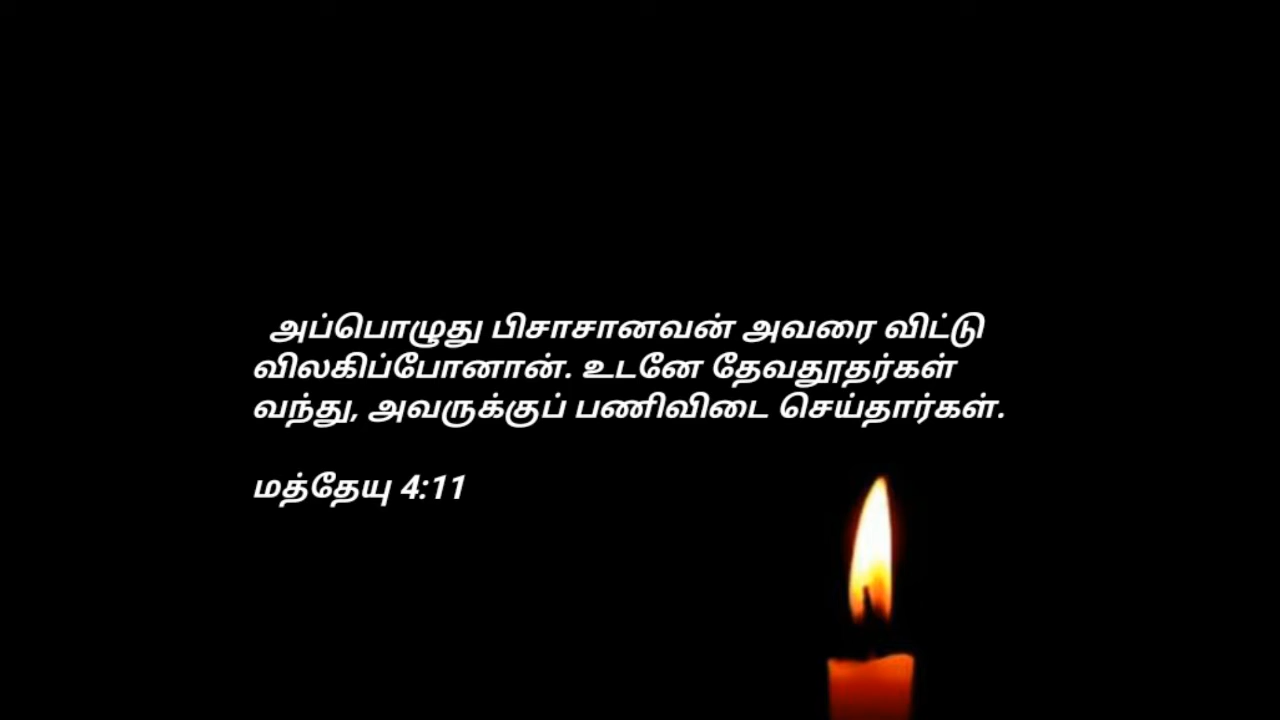 அப்பொழுது பிசாசானவன் அவரை விட்டு
விலகிப்போனான். உடனே தேவதூதர்கள்
வந்து, அவருக்குப் பணிவிடை செய்தார்கள்.
மத்தேயு 4:11